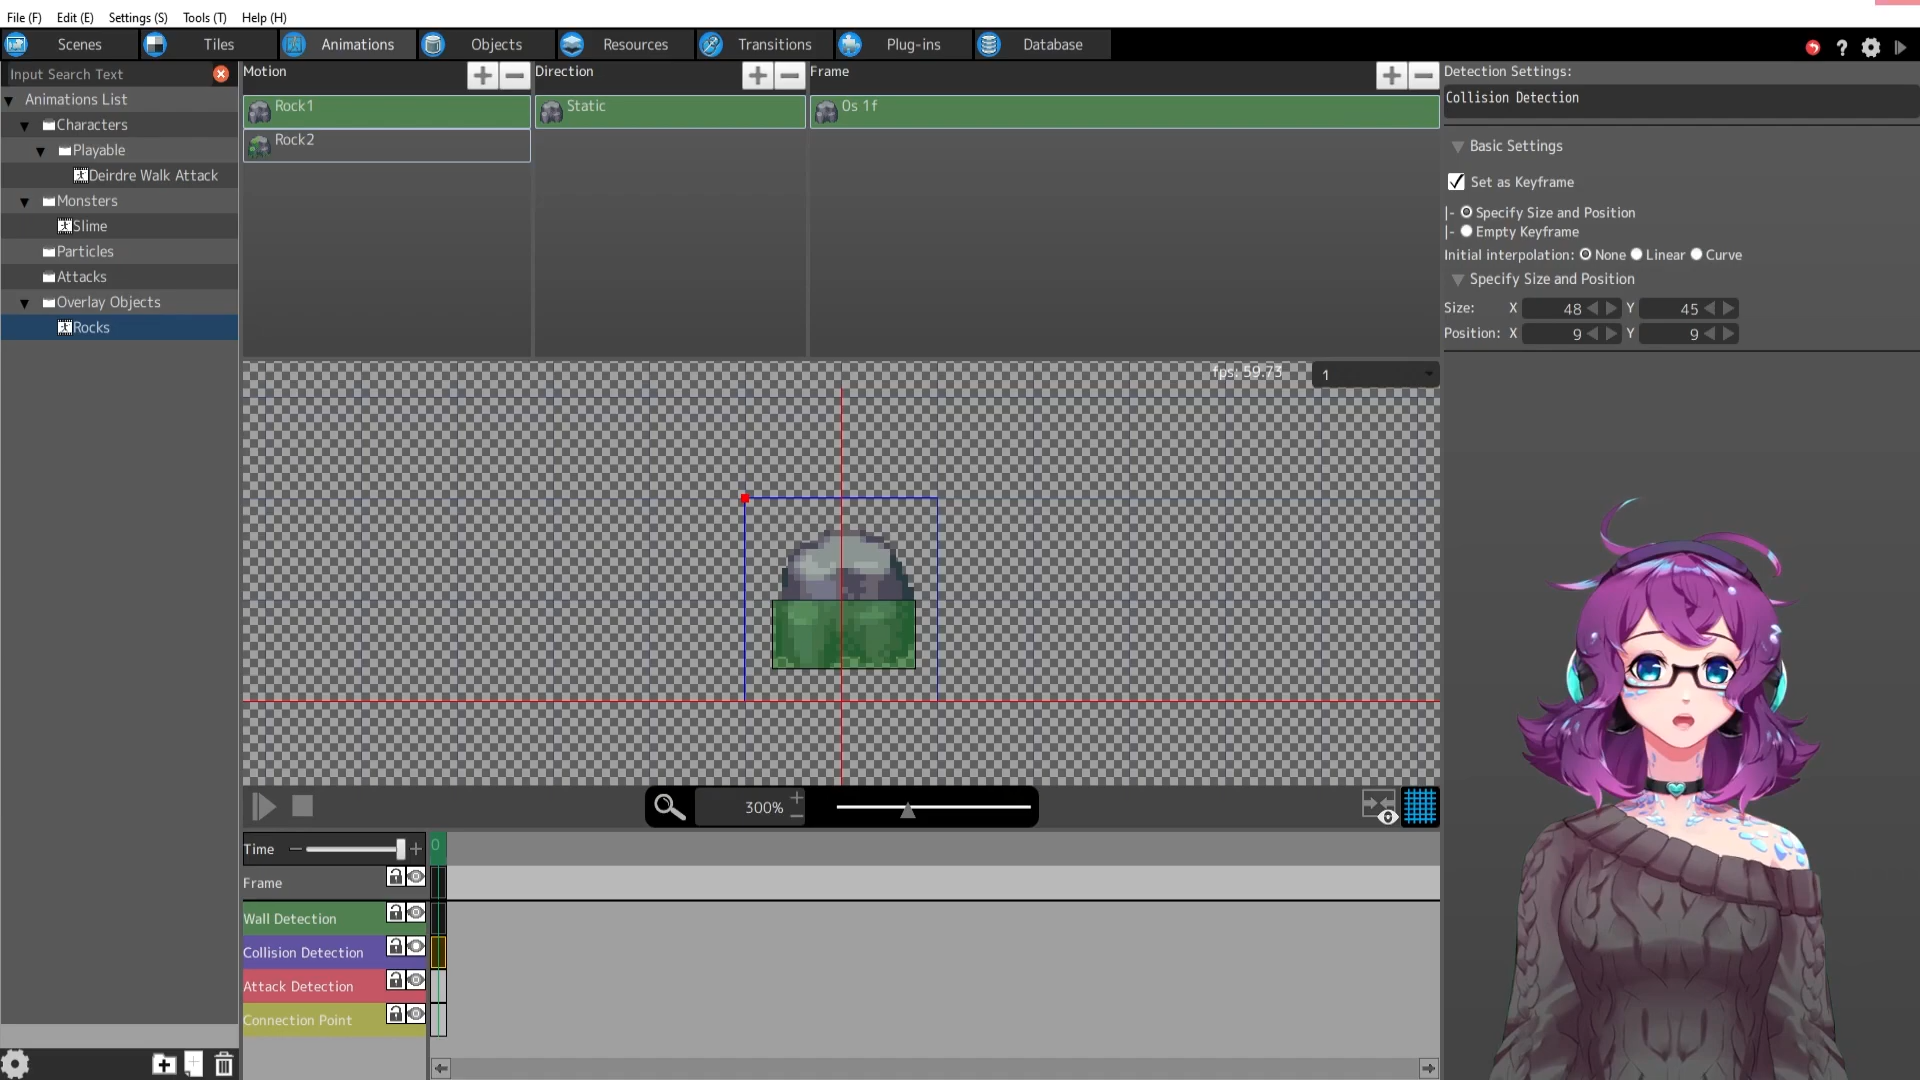 File (F) Edit (E) Settings (S) Tools (T) Help (H)
Scenes Tiles Animations Objects Resources Transitions Plug-ins Database
?
Input Search Text
Motion
Direction
Frame
Detection Settings:
Animations List
Rock1
Static
0s 1f
Collision Detection
Characters
Rock2
Basic Settings
Playable
Deirdre Walk Attack
Set as Keyframe
Monsters
|- Specify Size and Position
Slime
|- Empty Keyframe
Particles
Initial interpolation: None Linear Curve
Attacks
Specify Size and Position
Overlay Objects
Size: X 48 Y 45
Rocks
Position: X 9 Y 9
fps: 59.73
1
300%
Time
0
Frame
Wall Detection
Collision Detection
Attack Detection
Connection Point